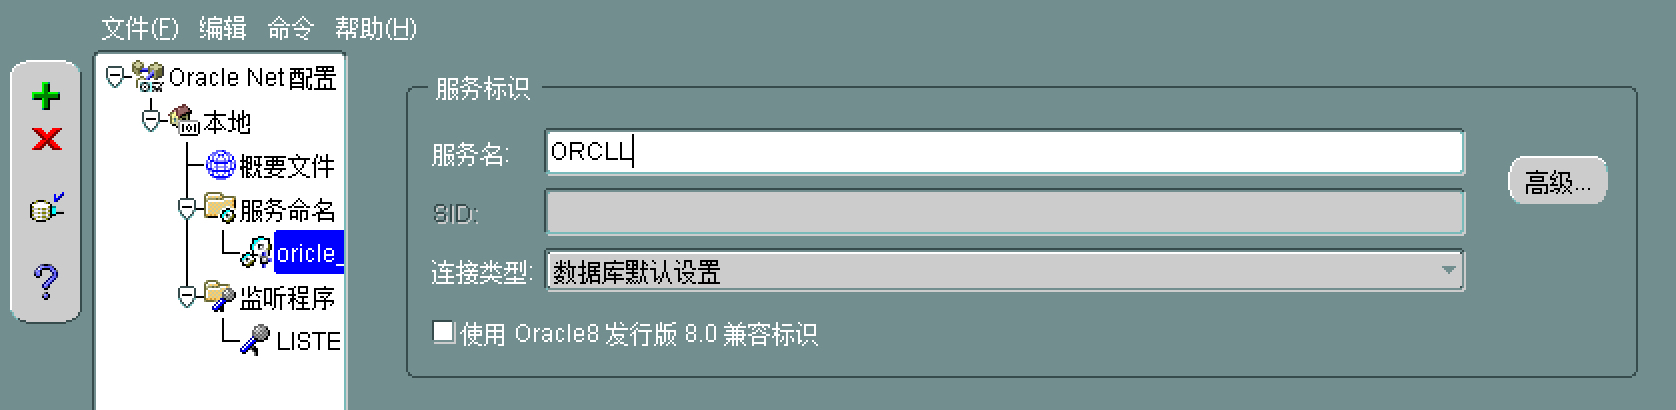 文件(F) 编辑 命令 帮助(H)
Oracle Net 配置
本地
概要文件
服务命名
oricle_
监听程序
LISTE
服务标识
服务名: ORCLL
SID:
连接类型: 数据库默认设置
使用 Oracle8 发行版 8.0 兼容标识
高级...